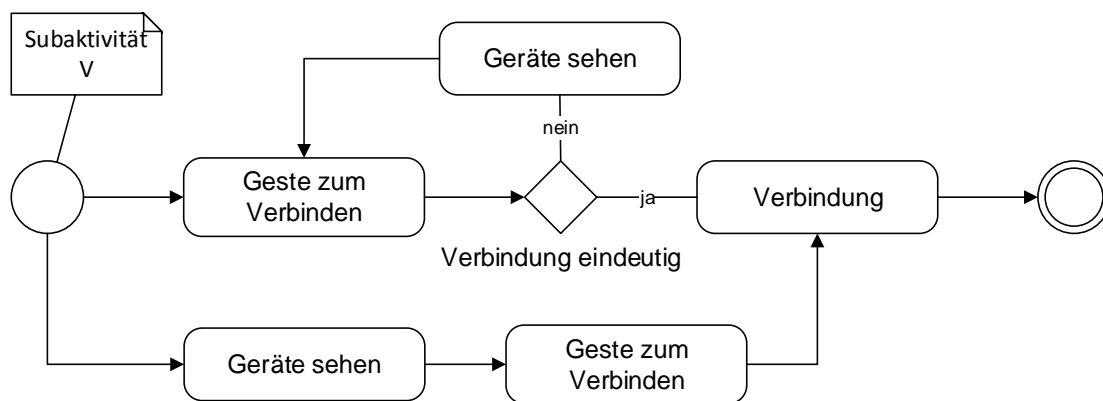 Subaktivität
V
Geräte sehen
nein
Geste zum
Verbinden
ja
Verbindung
Verbindung eindeutig
Geräte sehen
Geste zum
Verbinden